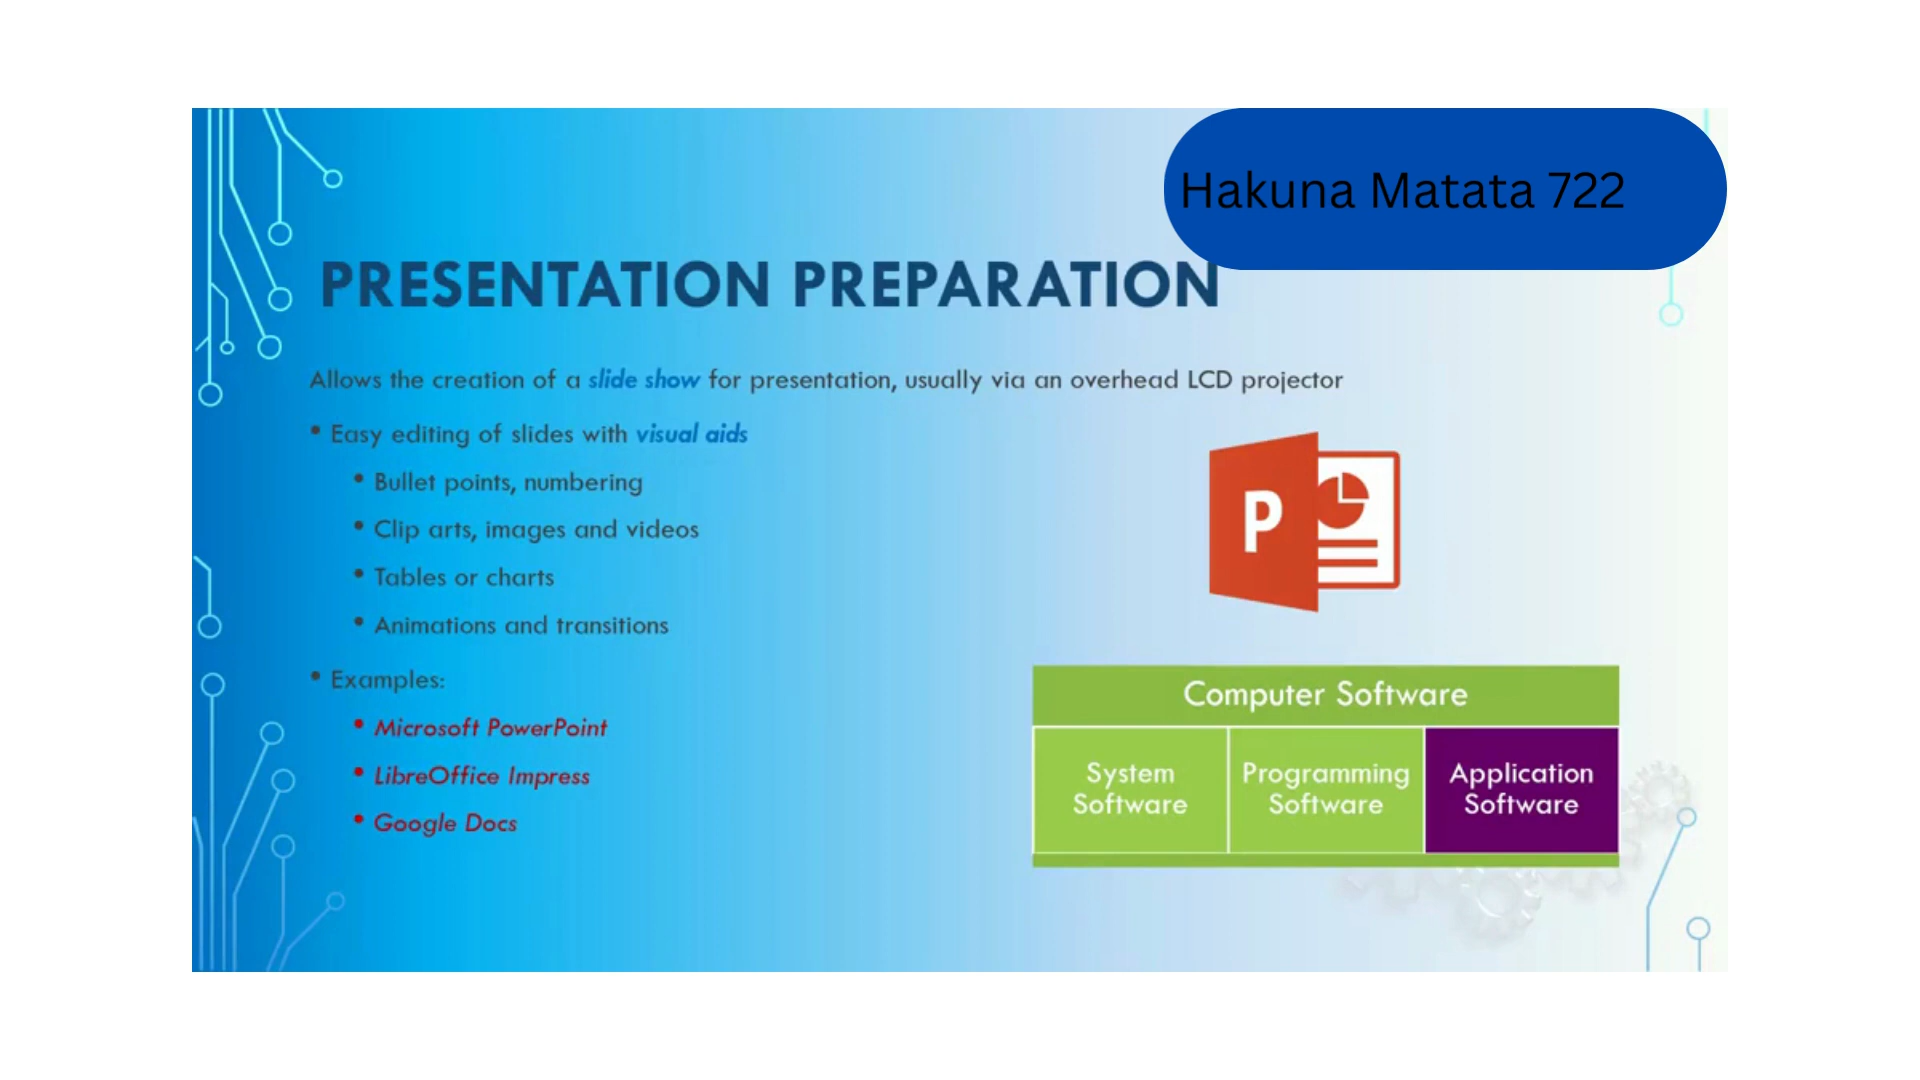 Hakuna Matata 722
PRESENTATION PREPARATION
Allows the creation of a slide show for presentation, usually via an overhead LCD projector
• Easy editing of slides with visual aids
• Bullet points, numbering
• Clip arts, images and videos
• Tables or charts
• Animations and transitions
• Examples:
• Microsoft PowerPoint
• LibreOffice Impress
• Google Docs
P
Computer Software
System
Software
Programming
Software
Application
Software